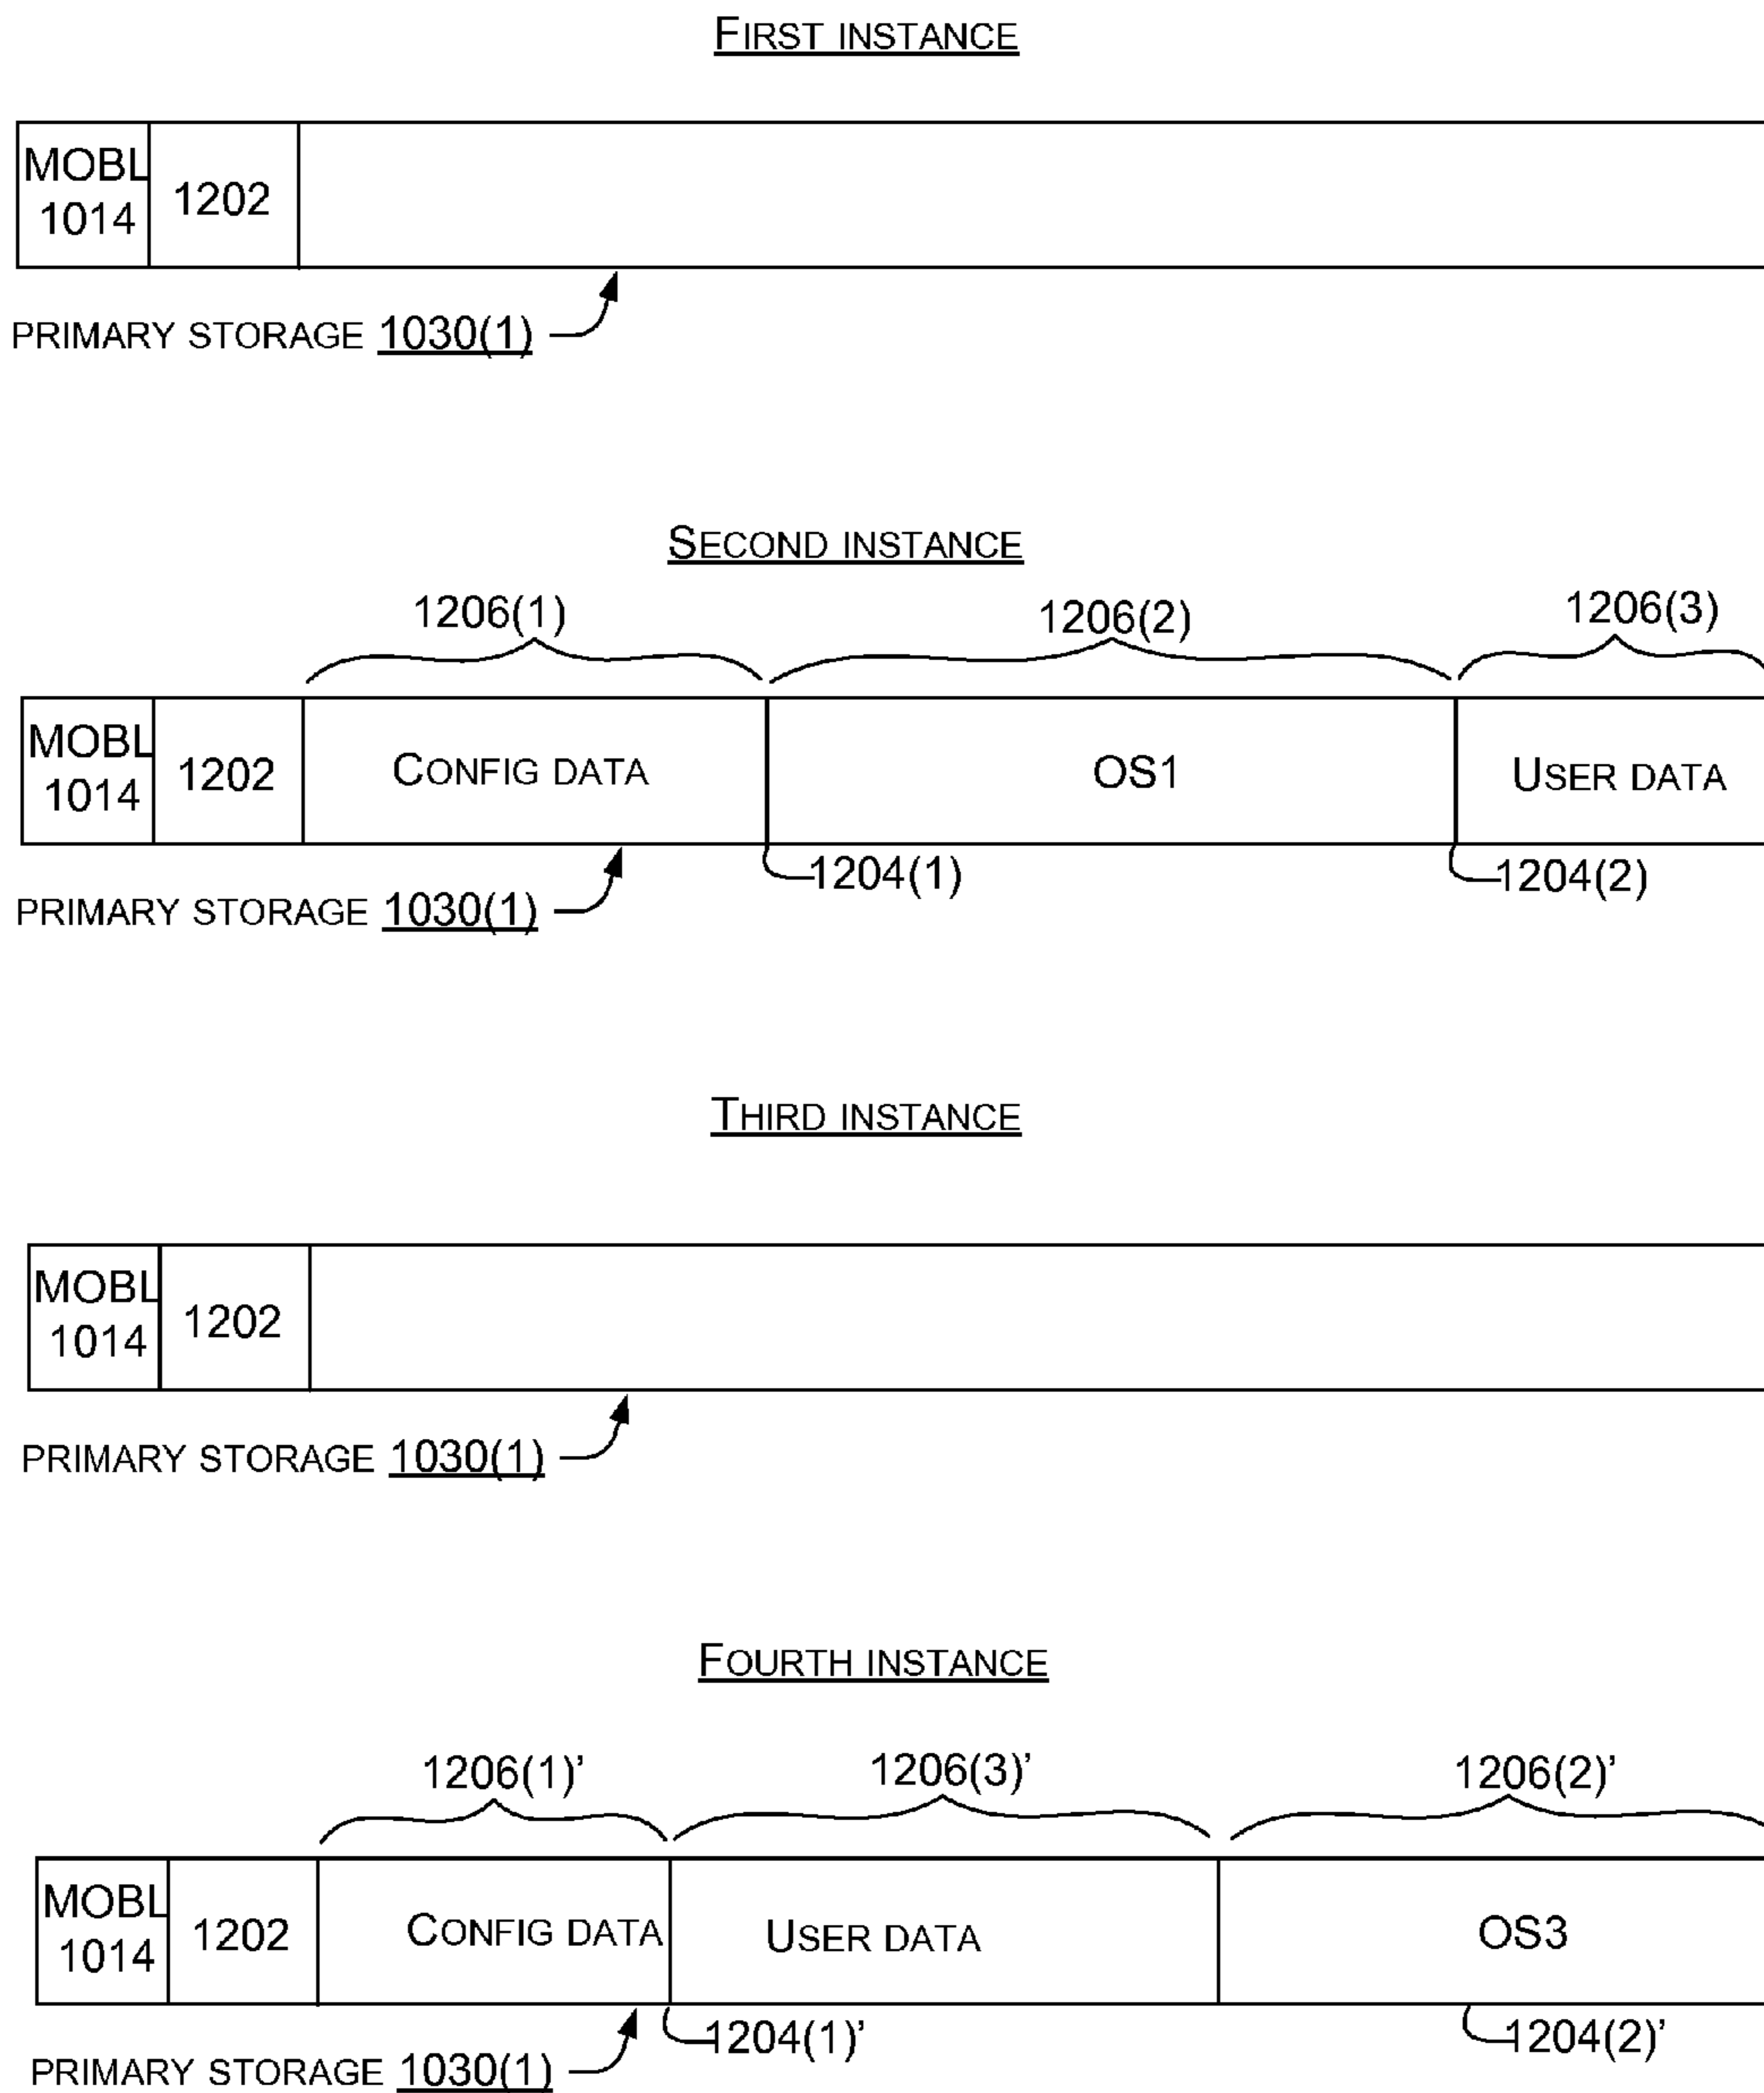 FIRST INSTANCE
MOBL
1014
1202
PRIMARY STORAGE 1030(1)
SECOND INSTANCE
1206(1)
1206(2)
1206(3)
MOBL
1014
1202
CONFIG DATA
OS1
USER DATA
1204(1)
1204(2)
PRIMARY STORAGE 1030(1)
THIRD INSTANCE
MOBL
1014
1202
PRIMARY STORAGE 1030(1)
FOURTH INSTANCE
1206(1)’
1206(3)’
1206(2)’
MOBL
1014
1202
CONFIG DATA
USER DATA
OS3
1204(1)’
1204(2)’
PRIMARY STORAGE 1030(1)